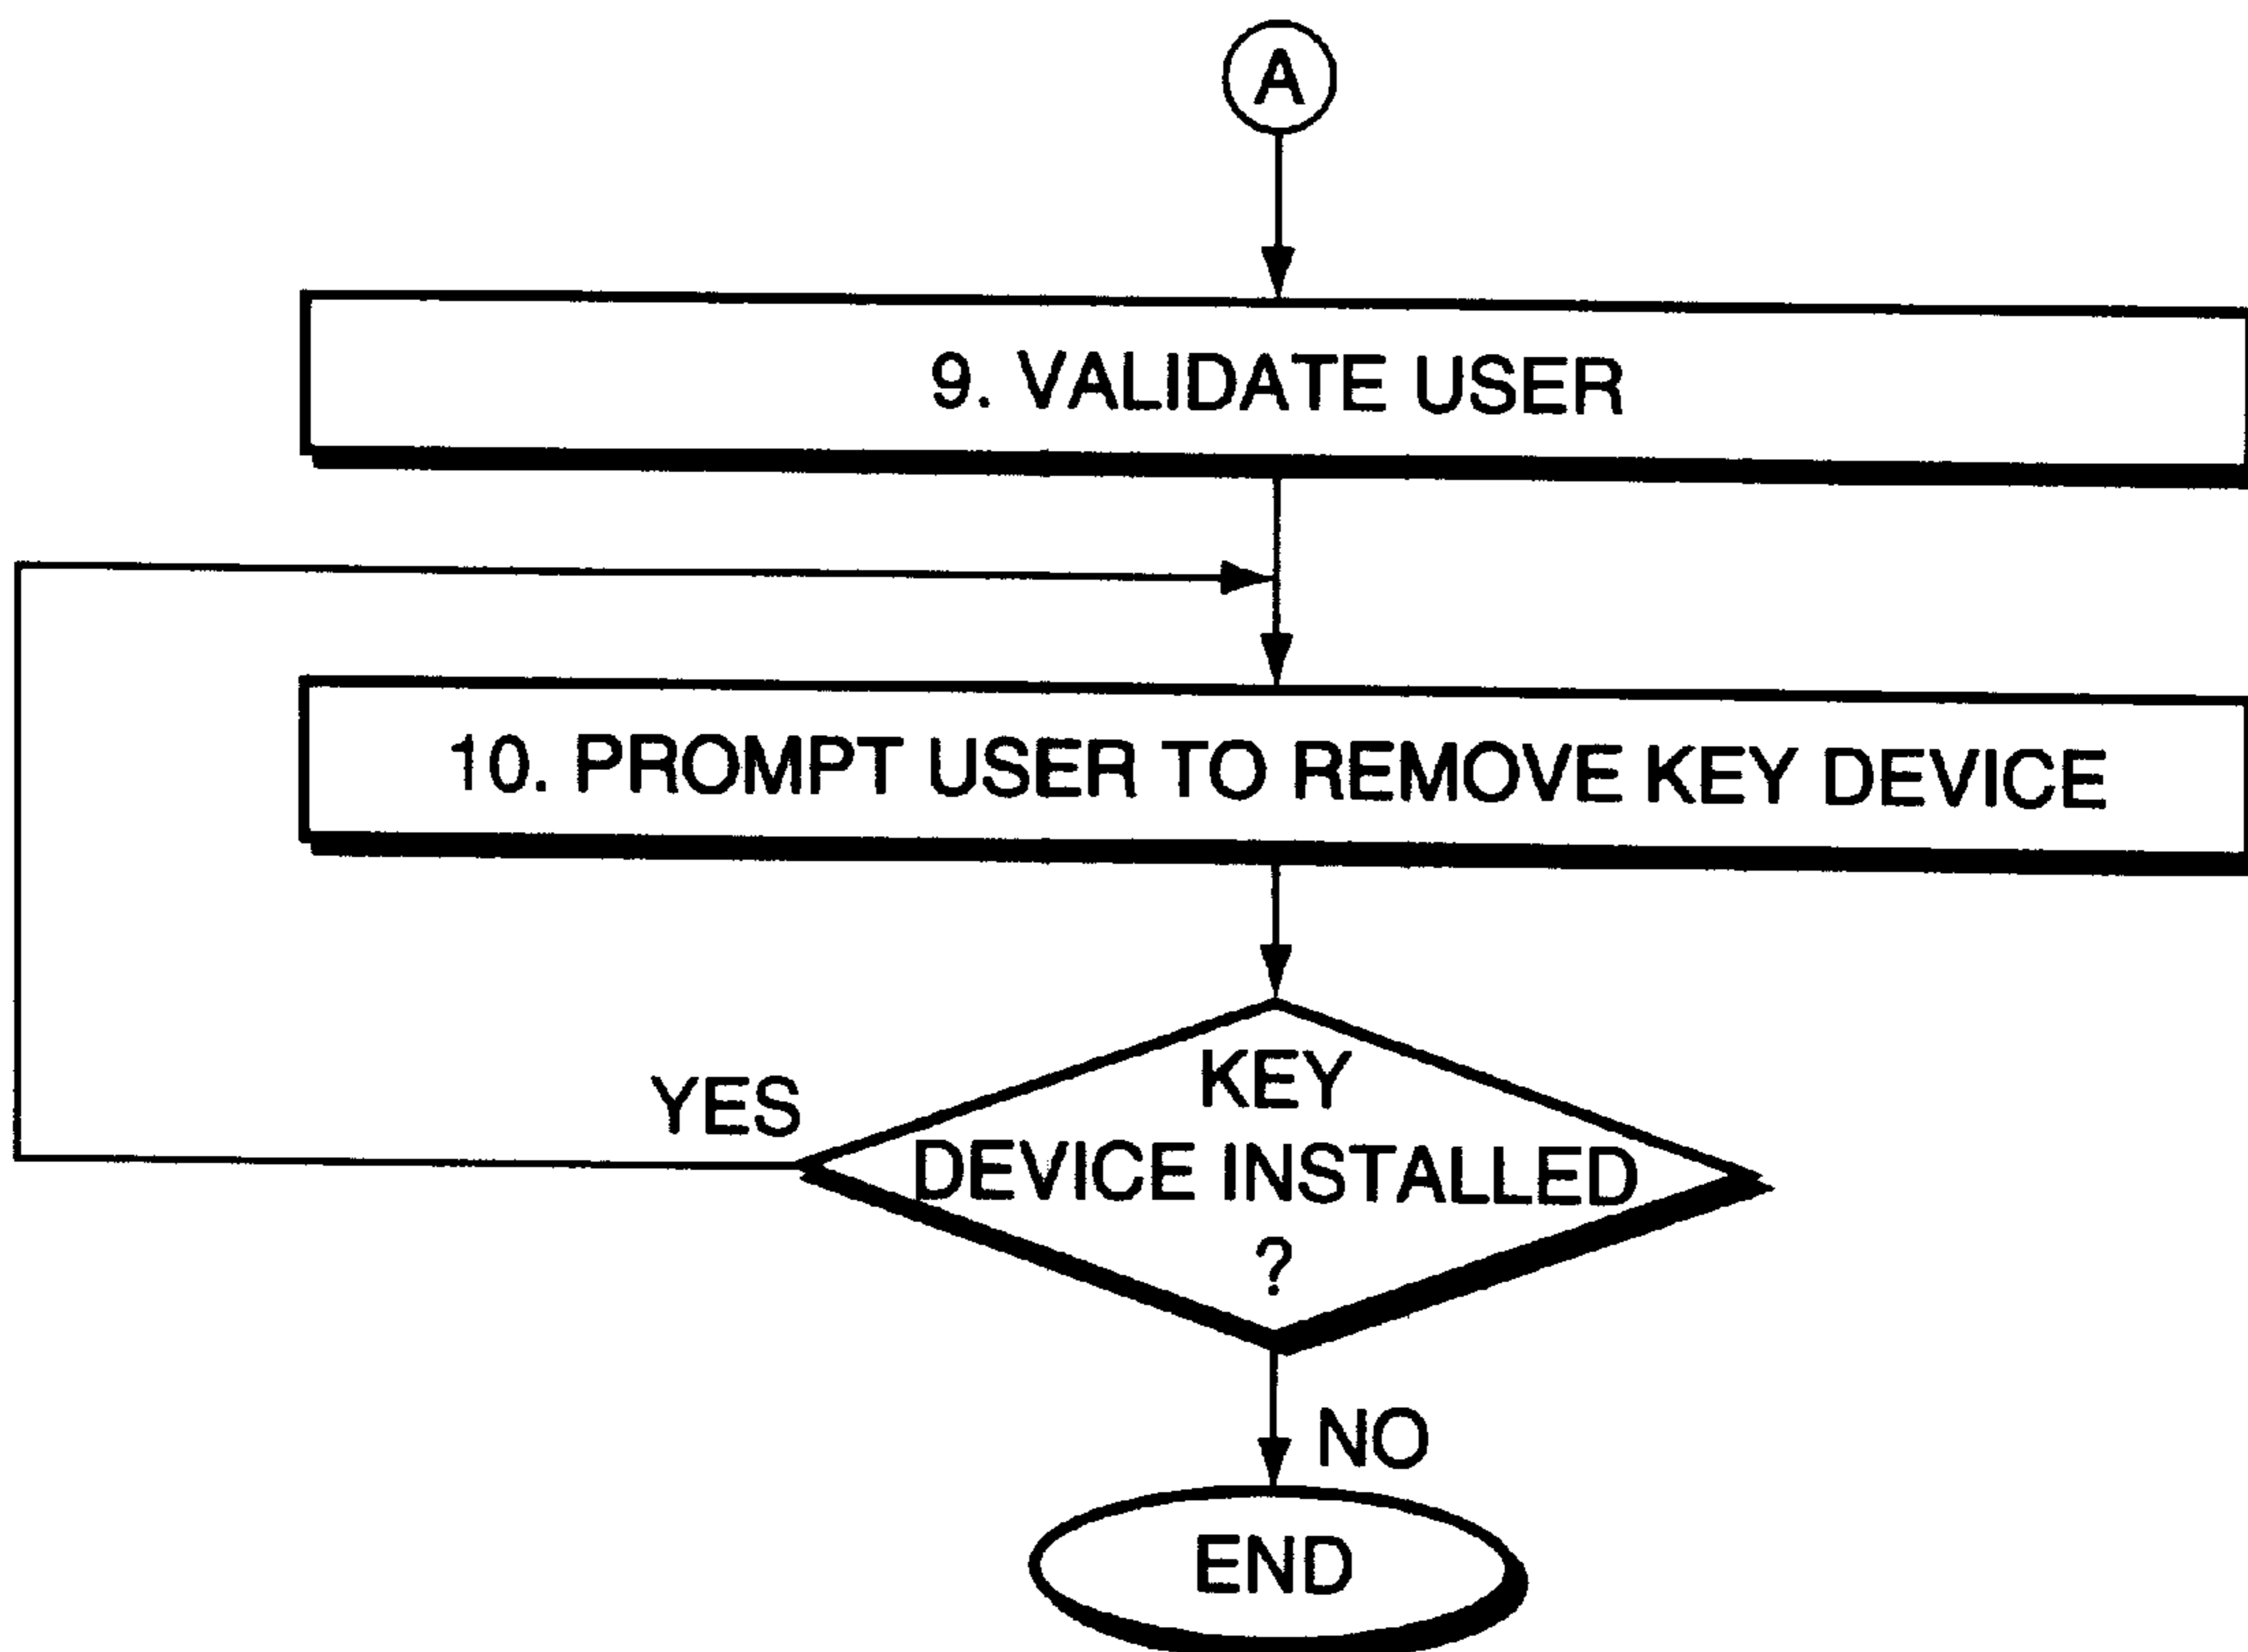 A
9. VALIDATE USER
10. PROMPT USER TO REMOVE KEY DEVICE
YES
KEY
DEVICE INSTALLED
?
NO
END